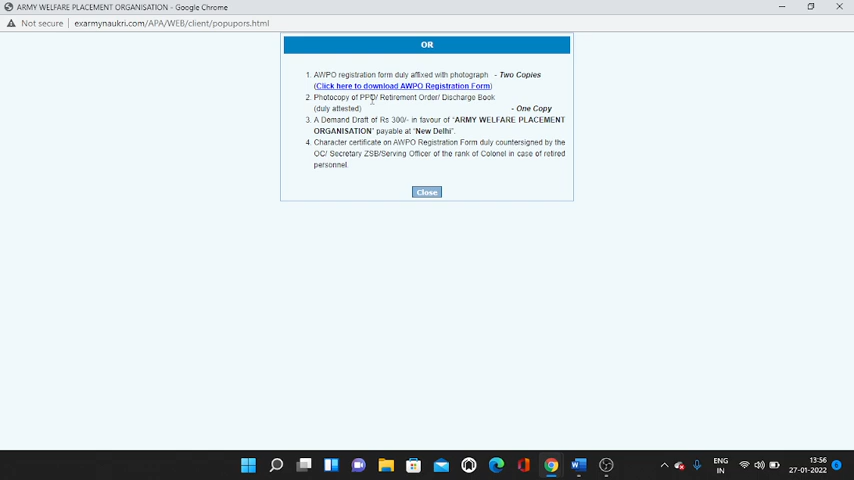 ARMY WELFARE PLACEMENT ORGANISATION - Google Chrome
Not secure | exarmynaukri.com/APA/WEB/client/popupors.html
OR
1. AWPO registration form duly affixed with photograph - Two Copies
(Click here to download AWPO Registration Form)
2. Photocopy of PPO/ Retirement Order/ Discharge Book
(duly attested) - One Copy
3. A Demand Draft of Rs 300/- in favour of "ARMY WELFARE PLACEMENT
ORGANISATION" payable at "New Delhi".
4. Character certificate on AWPO Registration Form duly countersigned by the
OC/ Secretary ZSB/Serving Officer of the rank of Colonel in case of retired
personnel.
Close
ENG
IN
13:56
27-01-2022
6